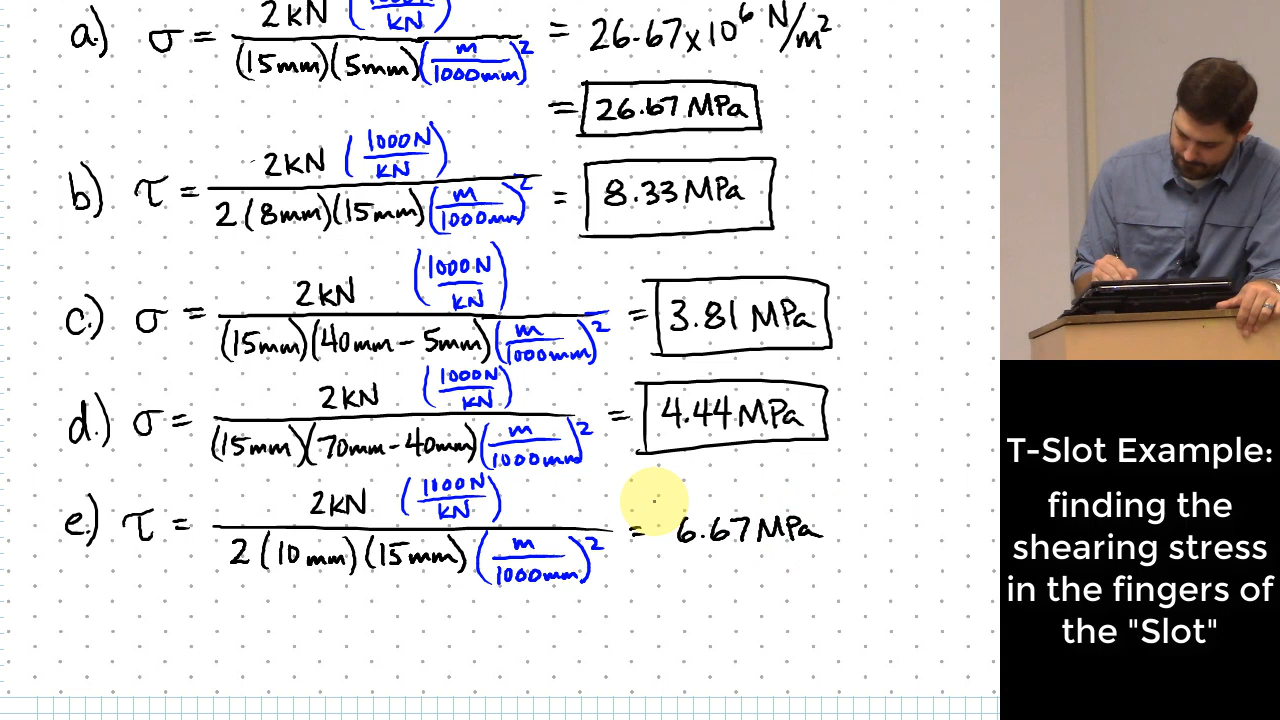 a.) σ = 2kN (1000N/kN) / (15mm)(5mm)(m/1000mm)² = 26.67x10⁶ N/m²
= 26.67 MPa
b.) τ = 2kN (1000N/kN) / 2(8mm)(15mm)(m/1000mm)² = 8.33 MPa
c.) σ = 2kN (1000N/kN) / (15mm)(40mm - 5mm)(m/1000mm)² = 3.81 MPa
d.) σ = 2kN (1000N/kN) / (15mm)(70mm - 40mm)(m/1000mm)² = 4.44 MPa
e.) τ = 2kN (1100N/kN) / 2(10mm)(15mm)(m/1000mm)² = 6.67 MPa
T-Slot Example:
finding the
shearing stress
in the fingers of
the "Slot"